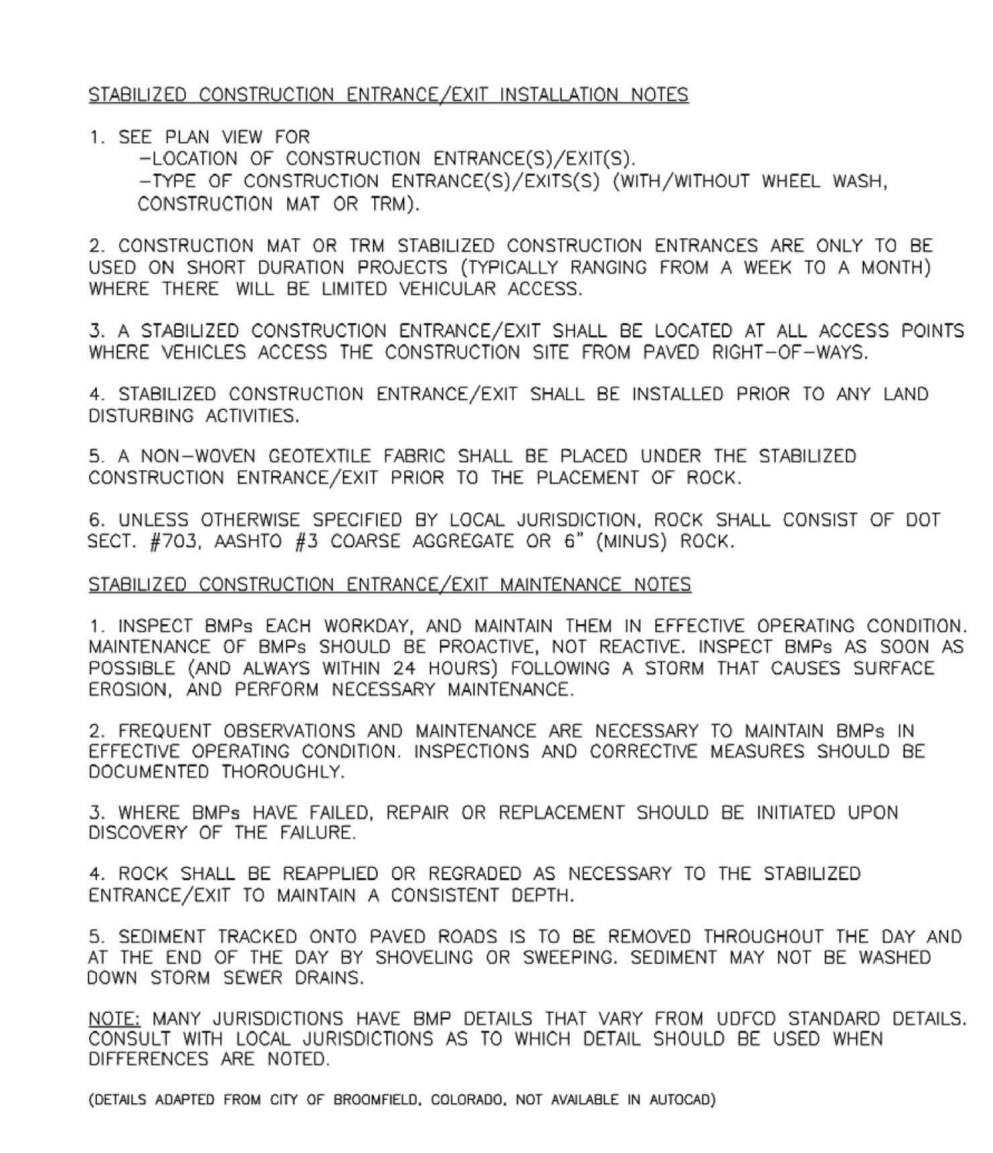 STABILIZED CONSTRUCTION ENTRANCE/EXIT INSTALLATION NOTES
1. SEE PLAN VIEW FOR
-LOCATION OF CONSTRUCTION ENTRANCE(S)/EXIT(S).
-TYPE OF CONSTRUCTION ENTRANCE(S)/EXITS(S) (WITH/WITHOUT WHEEL WASH,
CONSTRUCTION MAT OR TRM).
2. CONSTRUCTION MAT OR TRM STABILIZED CONSTRUCTION ENTRANCES ARE ONLY TO BE
USED ON SHORT DURATION PROJECTS (TYPICALLY RANGING FROM A WEEK TO A MONTH)
WHERE THERE WILL BE LIMITED VEHICULAR ACCESS.
3. A STABILIZED CONSTRUCTION ENTRANCE/EXIT SHALL BE LOCATED AT ALL ACCESS POINTS
WHERE VEHICLES ACCESS THE CONSTRUCTION SITE FROM PAVED RIGHT-OF-WAYS.
4. STABILIZED CONSTRUCTION ENTRANCE/EXIT SHALL BE INSTALLED PRIOR TO ANY LAND
DISTURBING ACTIVITIES.
5. A NON-WOVEN GEOTEXTILE FABRIC SHALL BE PLACED UNDER THE STABILIZED
CONSTRUCTION ENTRANCE/EXIT PRIOR TO THE PLACEMENT OF ROCK.
6. UNLESS OTHERWISE SPECIFIED BY LOCAL JURISDICTION, ROCK SHALL CONSIST OF DOT
SECT. #703, AASHTO #3 COARSE AGGREGATE OR 6" (MINUS) ROCK.
STABILIZED CONSTRUCTION ENTRANCE/EXIT MAINTENANCE NOTES
1. INSPECT BMPs EACH WORKDAY, AND MAINTAIN THEM IN EFFECTIVE OPERATING CONDITION.
MAINTENANCE OF BMPs SHOULD BE PROACTIVE, NOT REACTIVE. INSPECT BMPs AS SOON AS
POSSIBLE (AND ALWAYS WITHIN 24 HOURS) FOLLOWING A STORM THAT CAUSES SURFACE
EROSION, AND PERFORM NECESSARY MAINTENANCE.
2. FREQUENT OBSERVATIONS AND MAINTENANCE ARE NECESSARY TO MAINTAIN BMPs IN
EFFECTIVE OPERATING CONDITION. INSPECTIONS AND CORRECTIVE MEASURES SHOULD BE
DOCUMENTED THOROUGHLY.
3. WHERE BMPs HAVE FAILED, REPAIR OR REPLACEMENT SHOULD BE INITIATED UPON
DISCOVERY OF THE FAILURE.
4. ROCK SHALL BE REAPPLIED OR REGRADED AS NECESSARY TO THE STABILIZED
ENTRANCE/EXIT TO MAINTAIN A CONSISTENT DEPTH.
5. SEDIMENT TRACKED ONTO PAVED ROADS IS TO BE REMOVED THROUGHOUT THE DAY AND
AT THE END OF THE DAY BY SHOVELING OR SWEEPING. SEDIMENT MAY NOT BE WASHED
DOWN STORM SEWER DRAINS.
NOTE: MANY JURISDICTIONS HAVE BMP DETAILS THAT VARY FROM UDFCD STANDARD DETAILS.
CONSULT WITH LOCAL JURISDICTIONS AS TO WHICH DETAIL SHOULD BE USED WHEN
DIFFERENCES ARE NOTED.
(DETAILS ADAPTED FROM CITY OF BROOMFIELD, COLORADO, NOT AVAILABLE IN AUTOCAD)